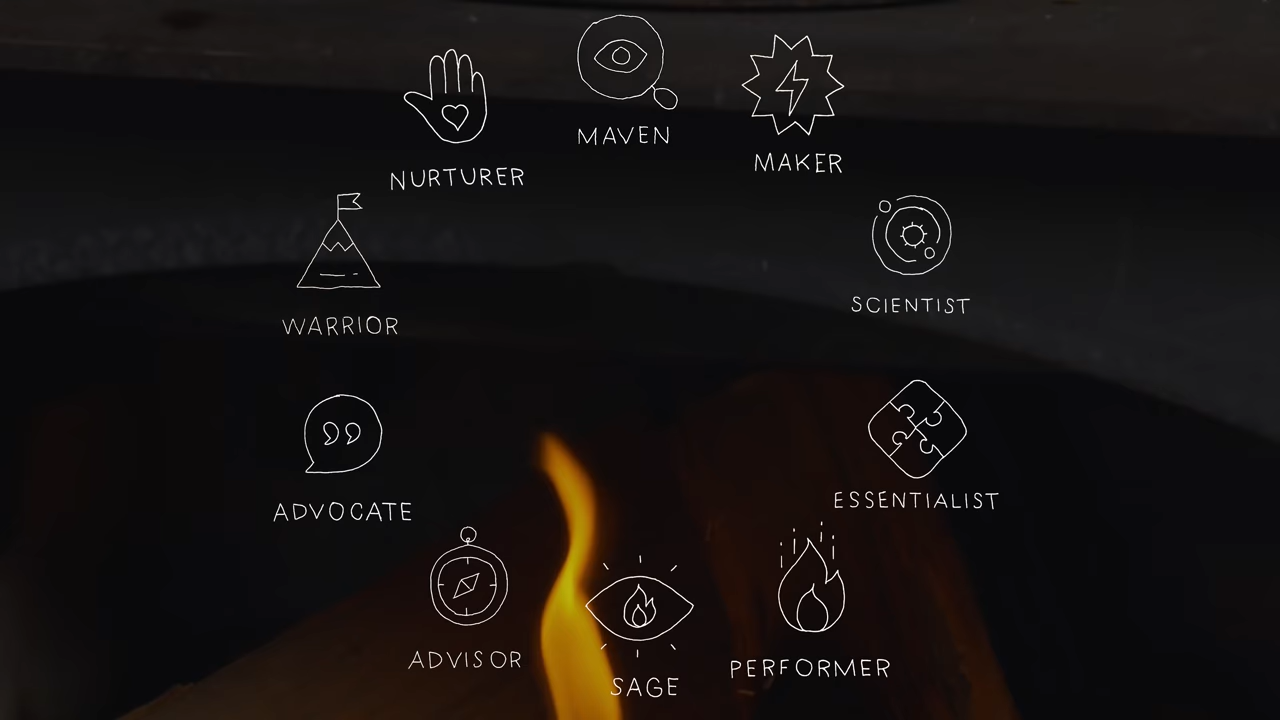 MAVEN
NURTURER
MAKER
WARRIOR
SCIENTIST
ADVOCATE
ESSENTIALIST
ADVISOR
SAGE
PERFORMER